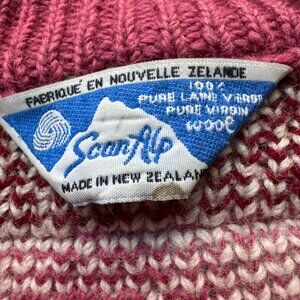 FABRIQUÉ EN NOUVELLE ZELANDE
100%
PURE LAINE VIERGE
PURE VIRGIN
WOOL
ScanAlp
MADE IN NEW ZEALAND